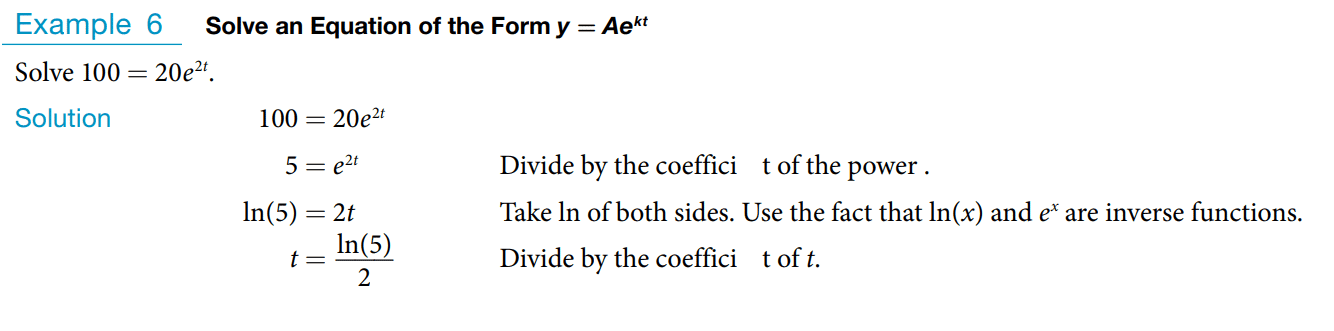 Example 6 Solve an Equation of the Form y = Ae^{kt}
Solve 100 = 20e^{2t}.
Solution 100 = 20e^{2t}
5 = e^{2t} Divide by the coeffici t of the power .
ln(5) = 2t Take ln of both sides. Use the fact that ln(x) and e^x are inverse functions.
t = \frac{ln(5)}{2} Divide by the coeffici t of t.